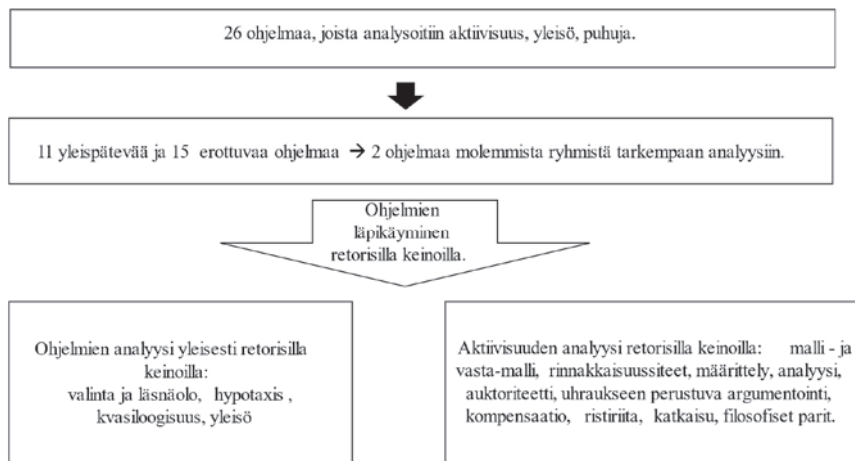 26 ohjelmaa, joista analysoitiin aktiivisuus, yleisö, puhuja.
11 yleispätevää ja 15 erottuvaa ohjelmaa → 2 ohjelmaa molemmista ryhmistä tarkempaan analyysiin.
Ohjelmien
läpikäyminen
retorisilla keinoilla.
Ohjelmien analyysi yleisesti retorisilla
keinoilla:
valinta ja läsnäolo, hypotaxis ,
kvasiloogisuus, yleisö
Aktiivisuuden analyysi retorisilla keinoilla: malli - ja
vasta-malli, rinnakkaisuussiteet, määrittely, analyysi,
auktoriteetti, uhraukseen perustuva argumentointi,
kompensaatio, ristiriita, katkaisu, filosofiset parit.